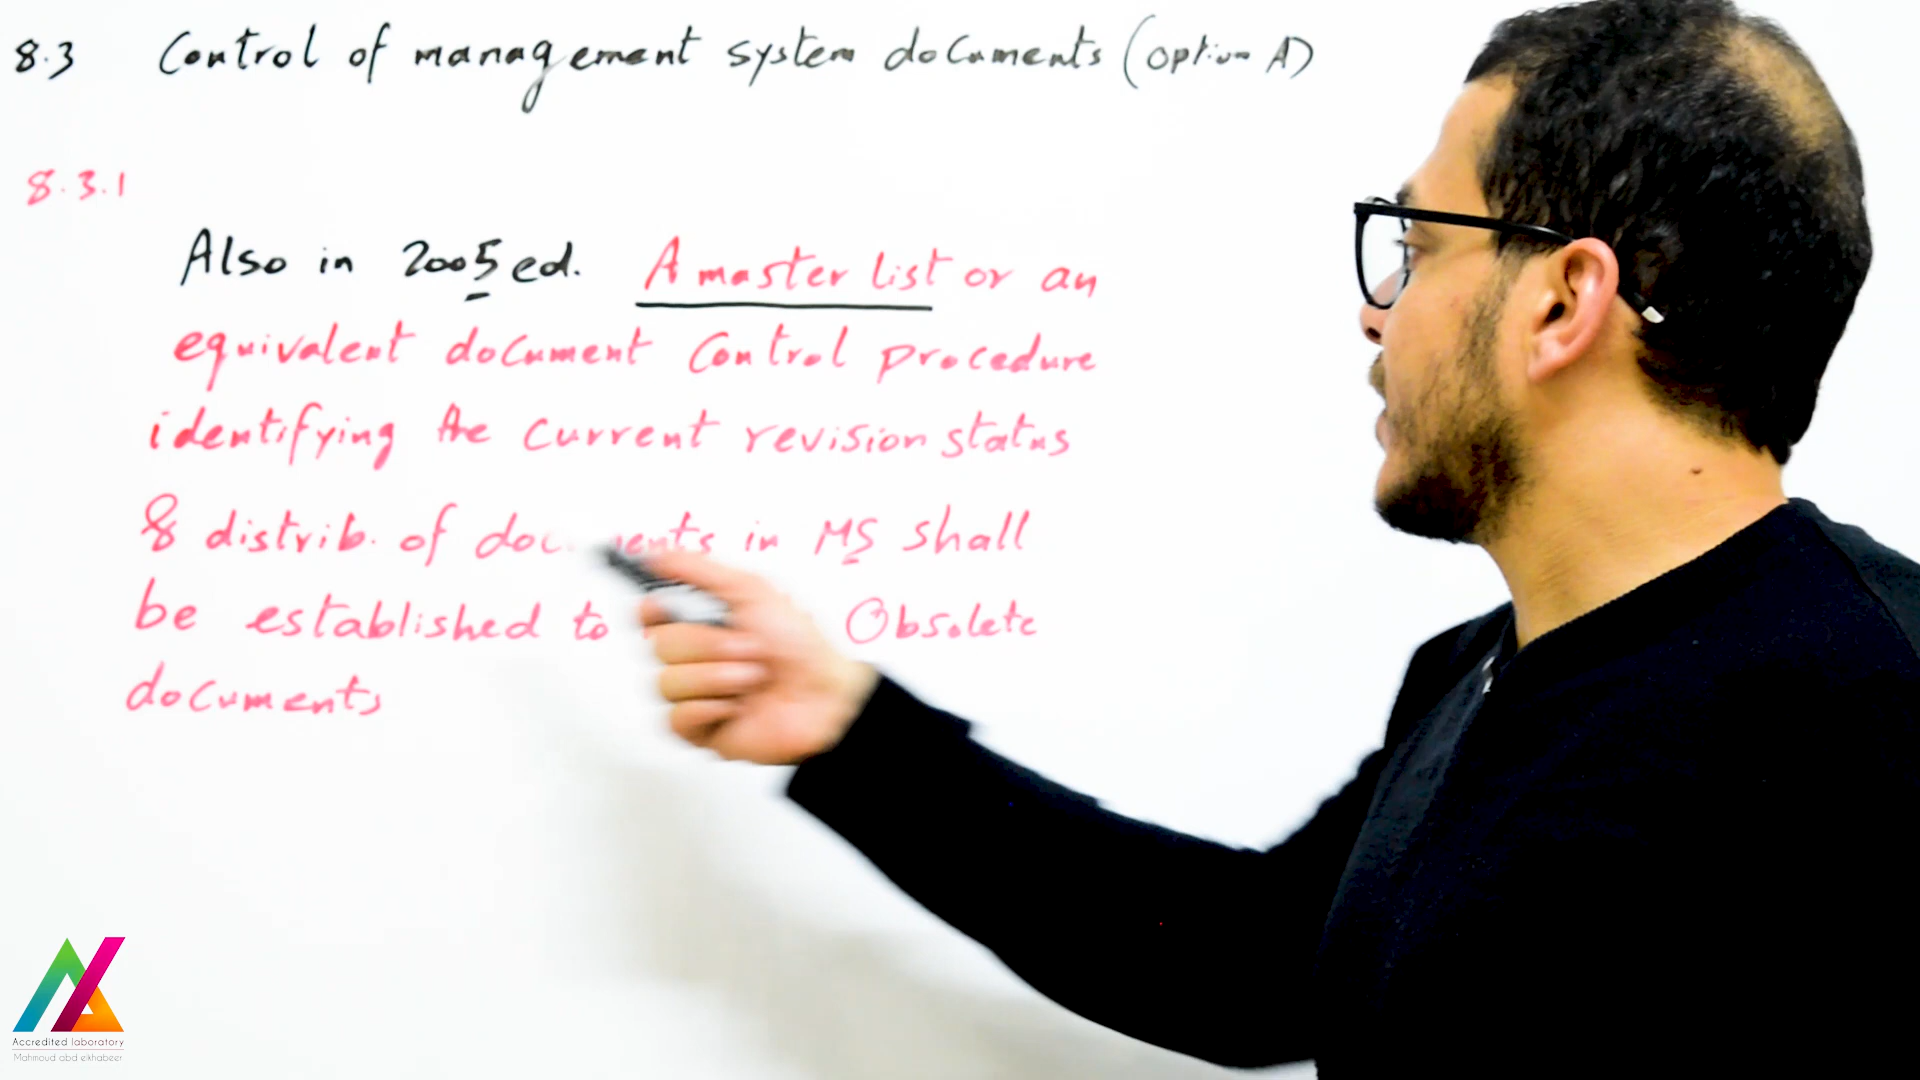 8.3 Control of management system documents (option A)
8.3.1
Also in 2005 ed. A master list or an
equivalent document control procedure
identifying the current revision status
& distrib. of documents in MS shall
be established to Obsolete
documents
Accredited laboratory
Mahmoud abd elkhabeer